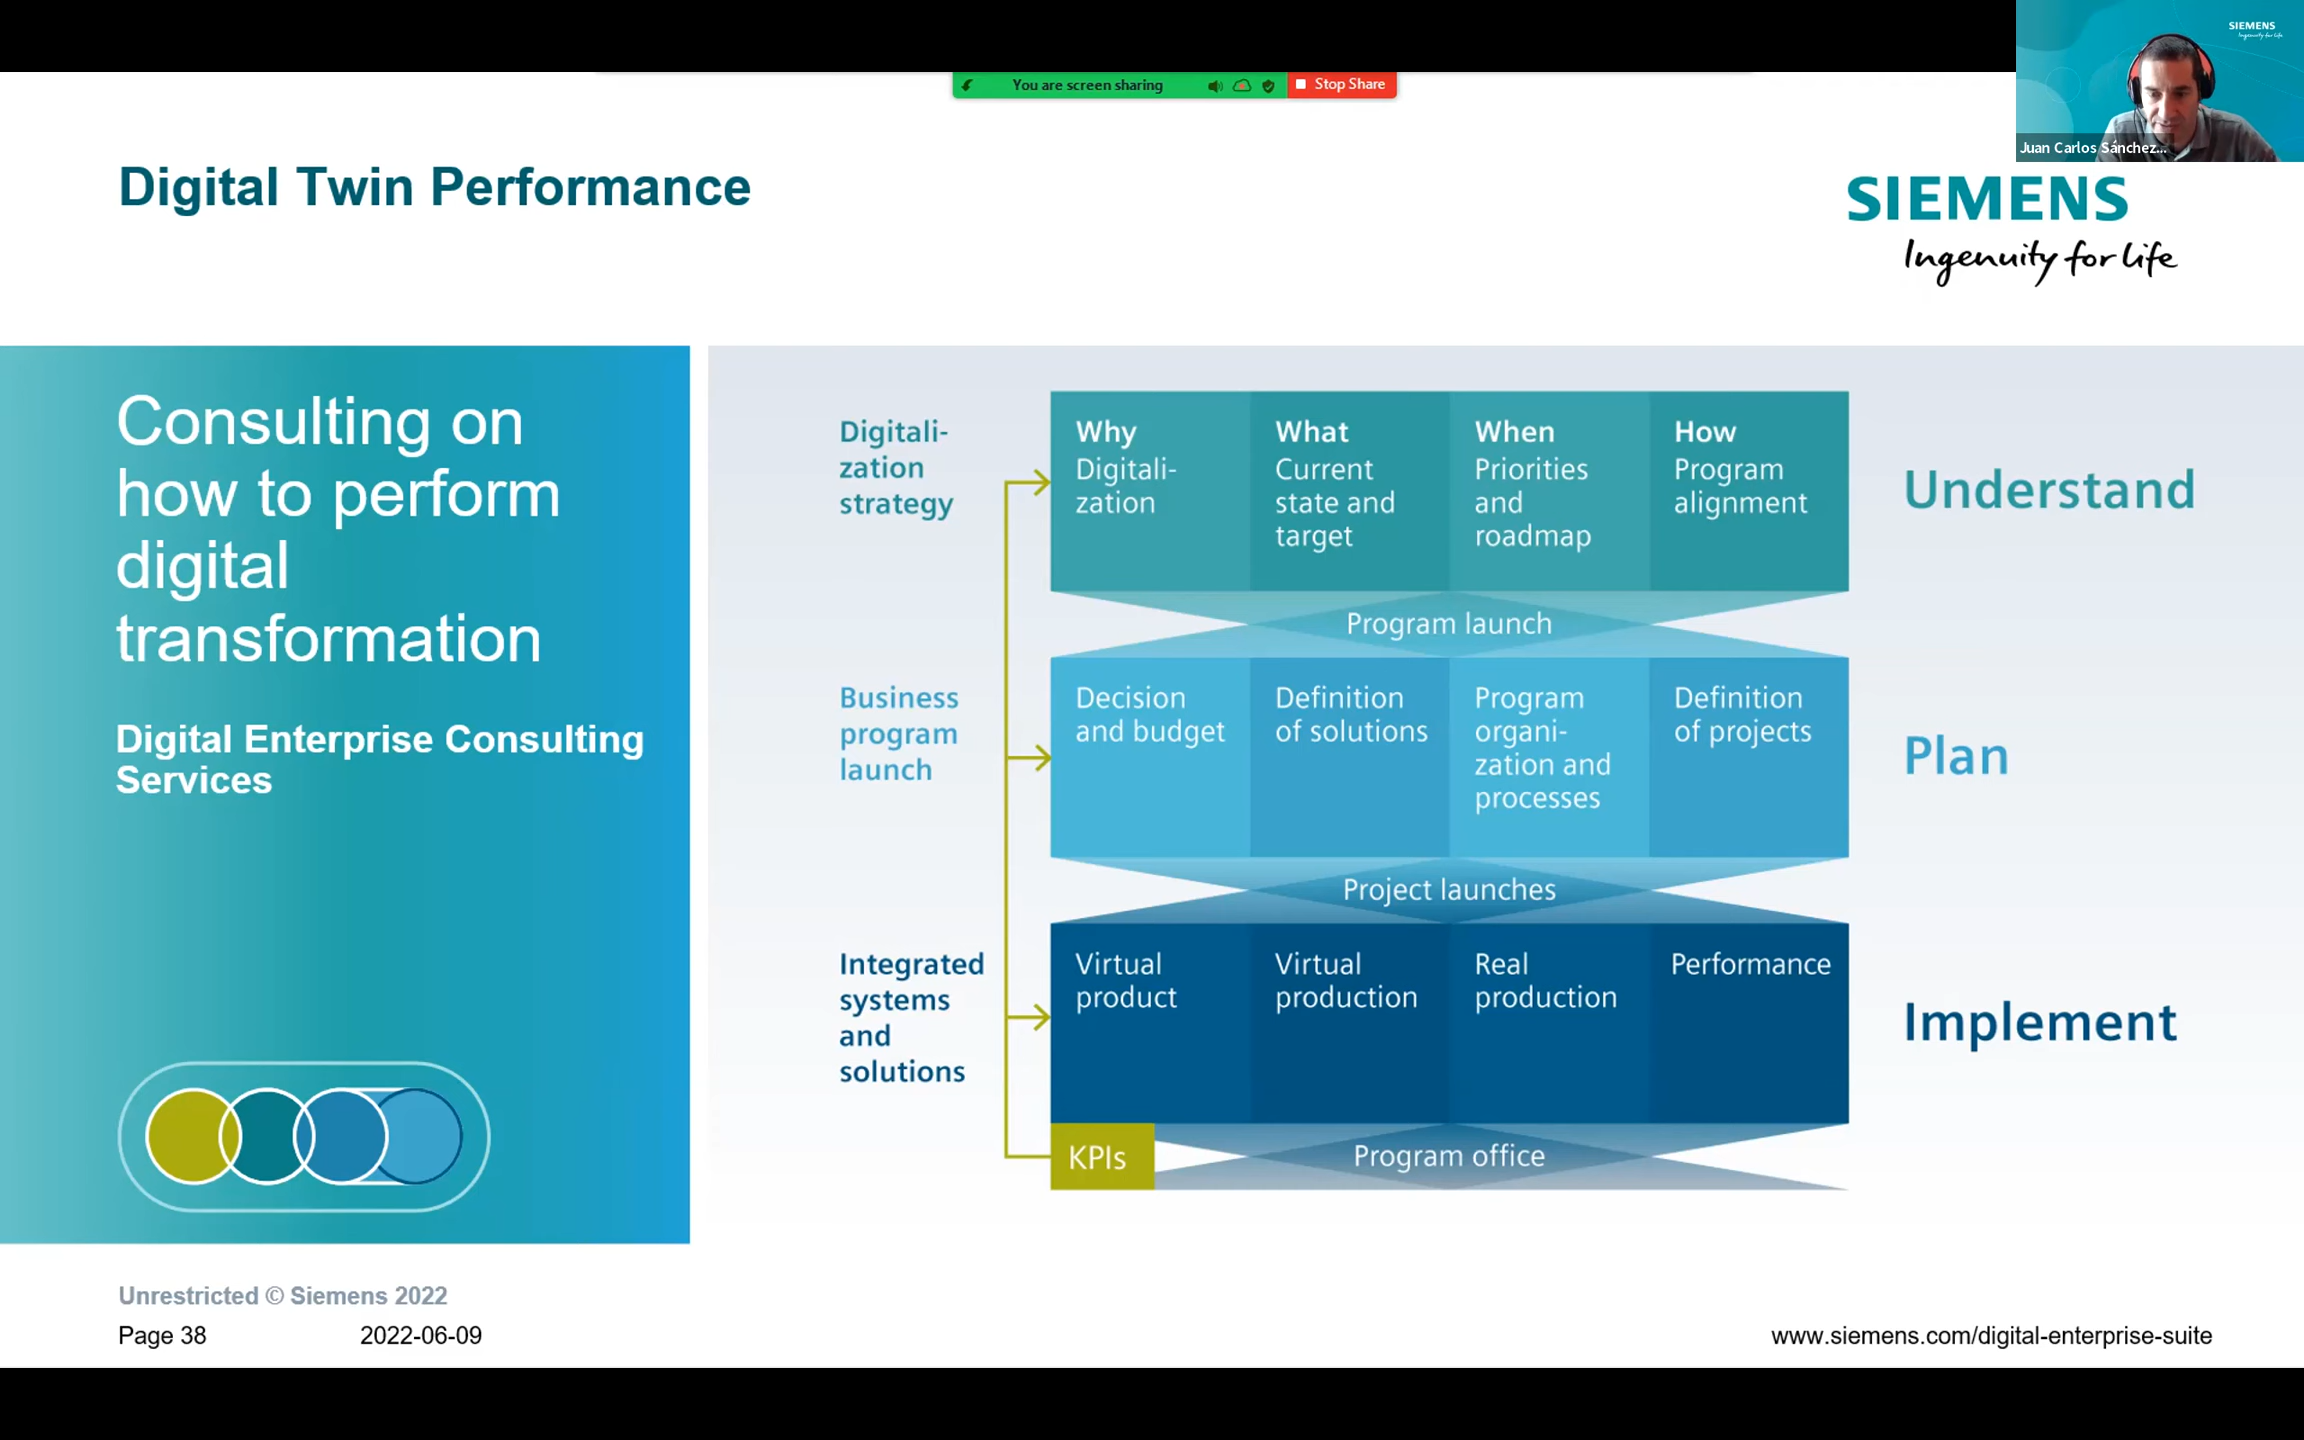 SIEMENS
Ingenuity for life
You are screen sharing
Stop Share
Juan Carlos Sánchez...
Digital Twin Performance
SIEMENS
Ingenuity for life
Consulting on
how to perform
digital
transformation
Digital Enterprise Consulting
Services
Digitali-
zation
strategy
Why
Digitali-
zation
What
Current
state and
target
When
Priorities
and
roadmap
How
Program
alignment
Understand
Program launch
Business
program
launch
Decision
and budget
Definition
of solutions
Program
organi-
zation and
processes
Definition
of projects
Plan
Project launches
Integrated
systems
and
solutions
Virtual
product
Virtual
production
Real
production
Performance
Implement
KPIs
Program office
Unrestricted © Siemens 2022
Page 38
2022-06-09
www.siemens.com/digital-enterprise-suite